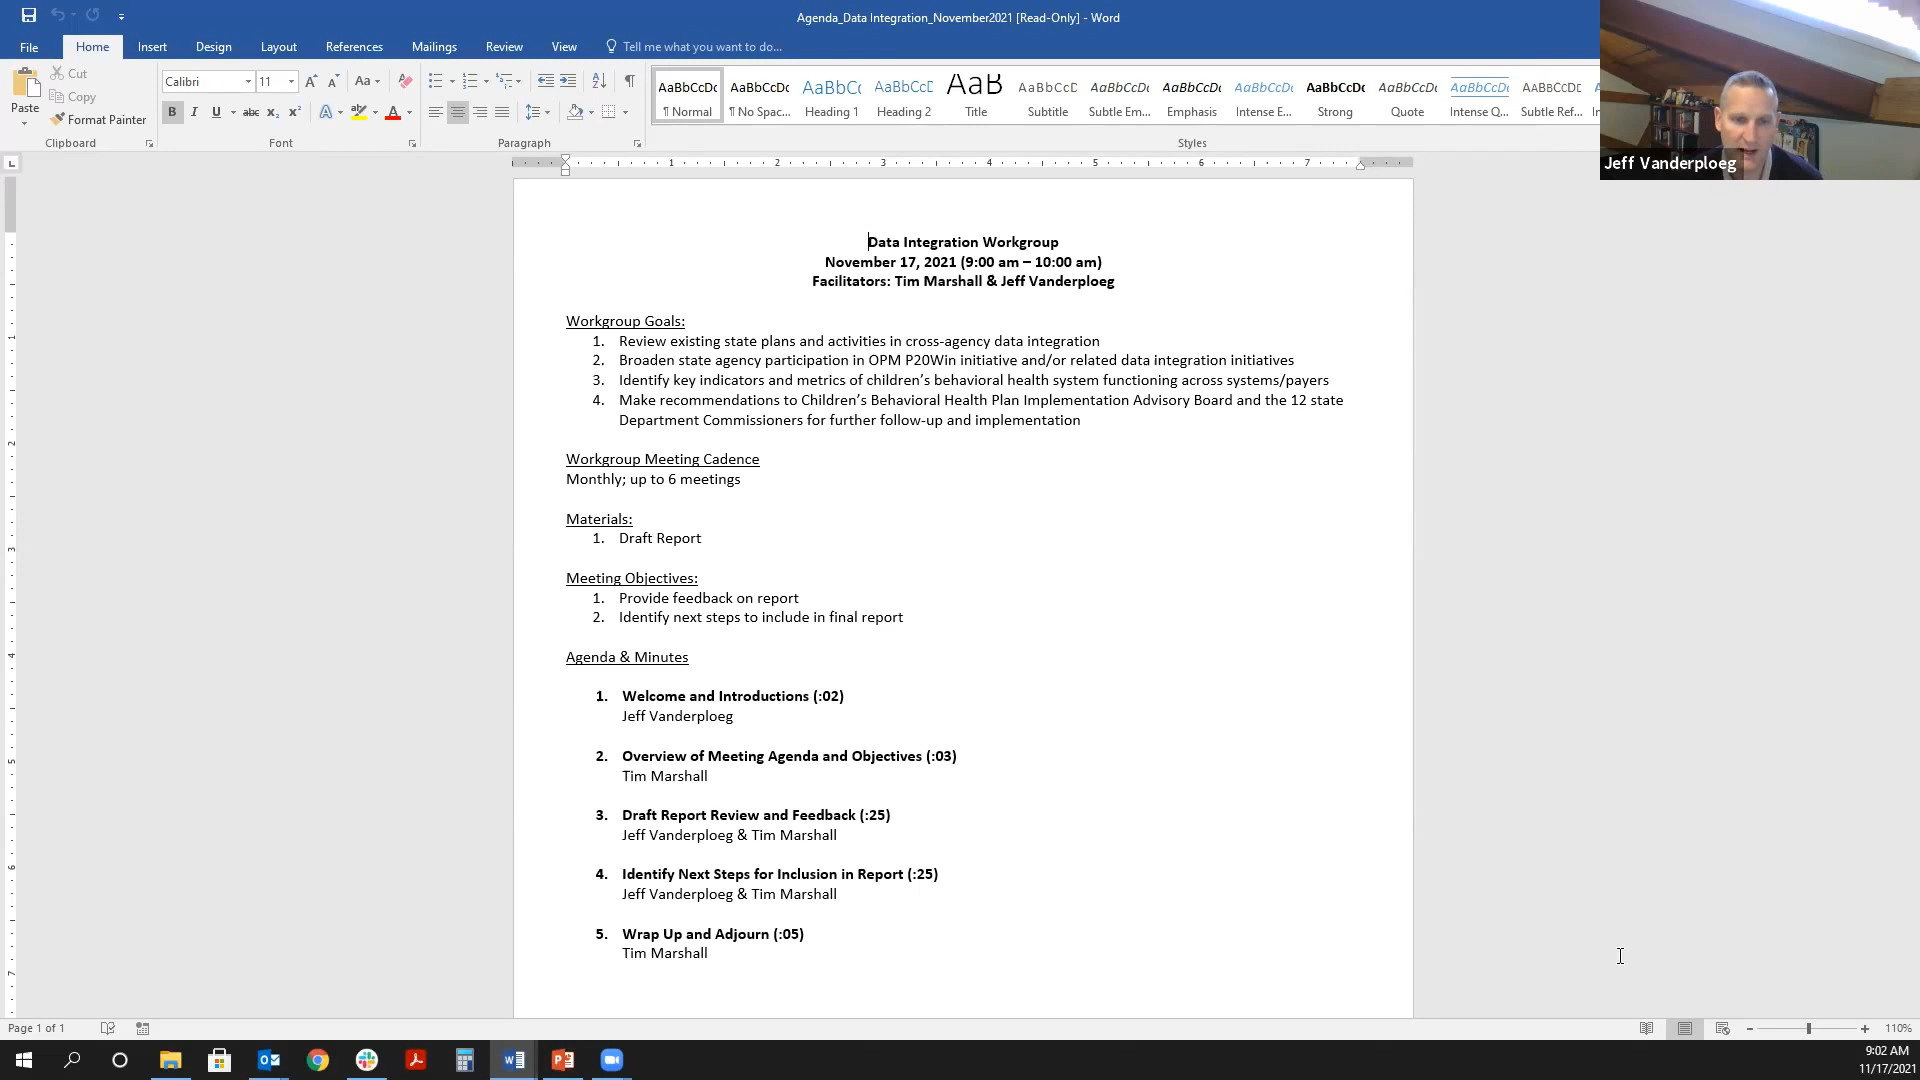 Agenda_Data Integration_November2021 [Read-Only] - Word
File Home Insert Design Layout References Mailings Review View Tell me what you want to do...
Paste
Cut
Copy
Format Painter
Calibri 11
AaBbCcDc AaBbCcDc AaBbCc AaBbCcD AaB AaBbCcD AaBbCcDc AaBbCcDc AaBbCcDc AaBbCcDc AaBbCcDc AaBbCcDc AABBCCDC
¶ Normal ¶ No Spac... Heading 1 Heading 2 Title Subtitle Subtle Em... Emphasis Intense E... Strong Quote Intense Q... Subtle Ref...
Clipboard Font Paragraph Styles
Jeff Vanderploeg
1 2 3 4 5 6 7
Data Integration Workgroup
November 17, 2021 (9:00 am – 10:00 am)
Facilitators: Tim Marshall & Jeff Vanderploeg
Workgroup Goals:
1. Review existing state plans and activities in cross-agency data integration
2. Broaden state agency participation in OPM P20Win initiative and/or related data integration initiatives
3. Identify key indicators and metrics of children’s behavioral health system functioning across systems/payers
4. Make recommendations to Children’s Behavioral Health Plan Implementation Advisory Board and the 12 state
Department Commissioners for further follow-up and implementation
Workgroup Meeting Cadence
Monthly; up to 6 meetings
Materials:
1. Draft Report
Meeting Objectives:
1. Provide feedback on report
2. Identify next steps to include in final report
Agenda & Minutes
1. Welcome and Introductions (:02)
Jeff Vanderploeg
2. Overview of Meeting Agenda and Objectives (:03)
Tim Marshall
3. Draft Report Review and Feedback (:25)
Jeff Vanderploeg & Tim Marshall
4. Identify Next Steps for Inclusion in Report (:25)
Jeff Vanderploeg & Tim Marshall
5. Wrap Up and Adjourn (:05)
Tim Marshall
Page 1 of 1
110%
9:02 AM
11/17/2021